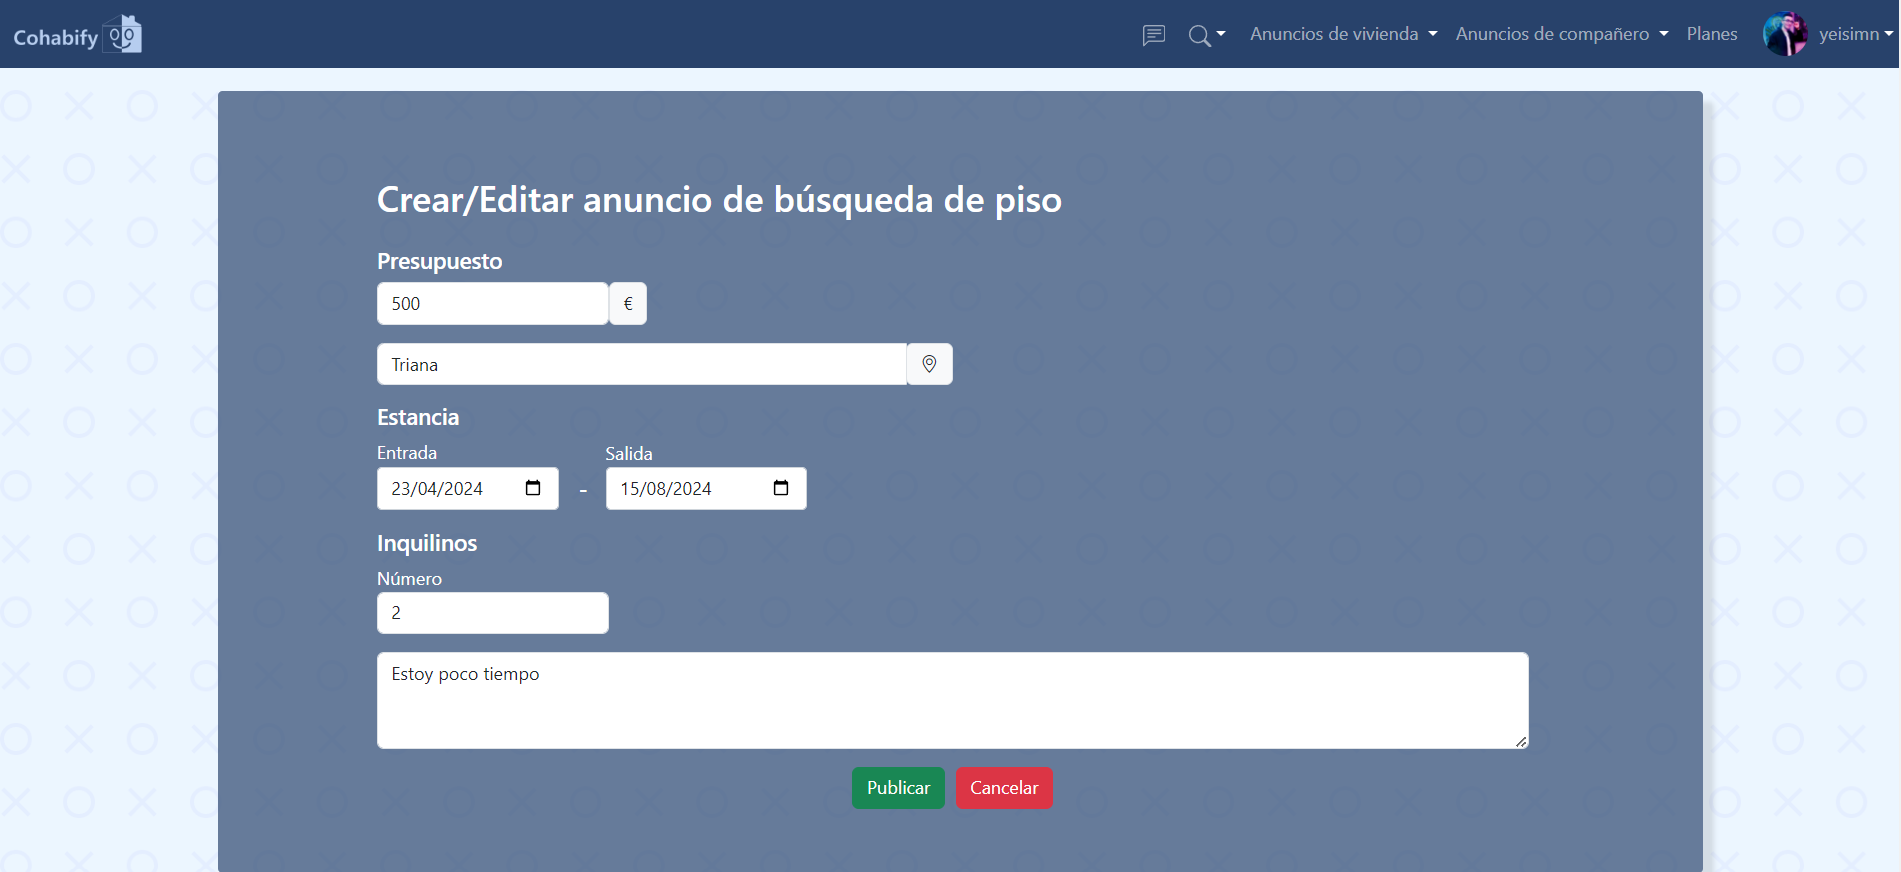 Cohabify
Anuncios de vivienda
Anuncios de compañero
Planes
yeisimn
Crear/Editar anuncio de búsqueda de piso
Presupuesto
500 €
Triana
Estancia
Entrada
Salida
23/04/2024 - 15/08/2024
Inquilinos
Número
2
Estoy poco tiempo
Publicar
Cancelar